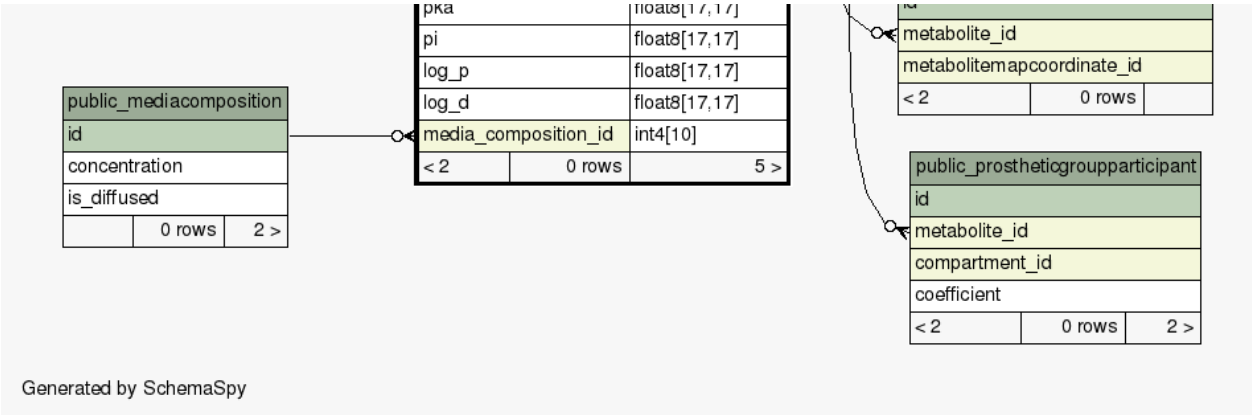 pka float8[17,17]
pi float8[17,17]
log_p float8[17,17]
log_d float8[17,17]
media_composition_id int4[10]
< 2 0 rows 5 >
public_mediacomposition
id
concentration
is_diffused
0 rows 2 >
id
metabolite_id
metabolitemapcoordinate_id
< 2 0 rows
public_prostheticgroupparticipant
id
metabolite_id
compartment_id
coefficient
< 2 0 rows 2 >
Generated by SchemaSpy